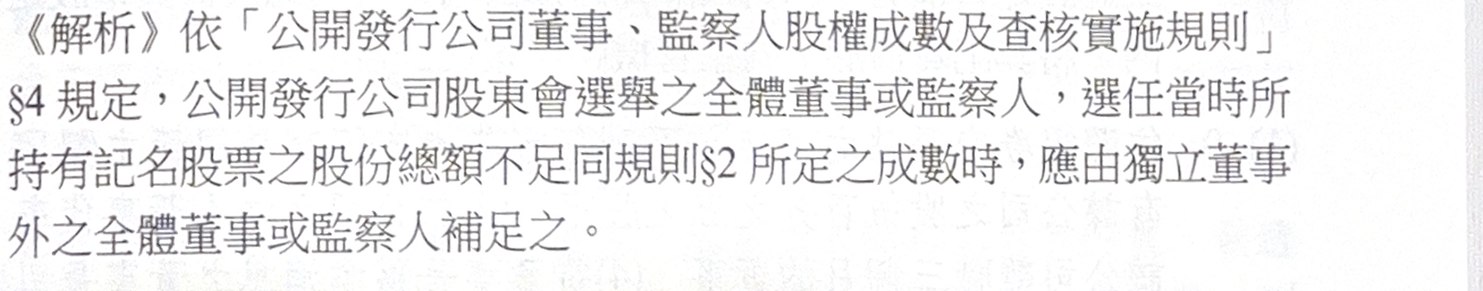 《解析》依「公開發行公司董事、監察人股權成數及查核實施規則」
§4 規定，公開發行公司股東會選舉之全體董事或監察人，選任當時所
持有記名股票之股份總額不足同規則§2 所定之成數時，應由獨立董事
外之全體董事或監察人補足之。